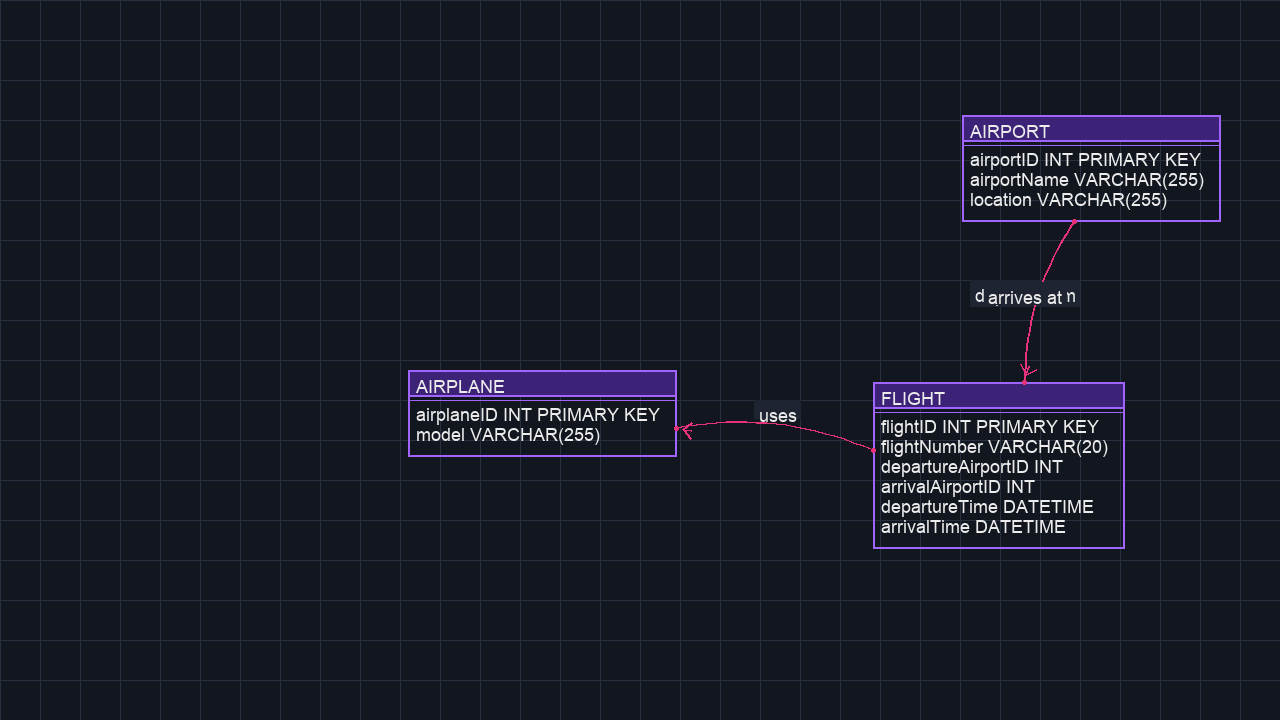 AIRPORT
airportID INT PRIMARY KEY
airportName VARCHAR(255)
location VARCHAR(255)
arrives at
AIRPLANE
airplaneID INT PRIMARY KEY
model VARCHAR(255)
uses
FLIGHT
flightID INT PRIMARY KEY
flightNumber VARCHAR(20)
departureAirportID INT
arrivalAirportID INT
departureTime DATETIME
arrivalTime DATETIME